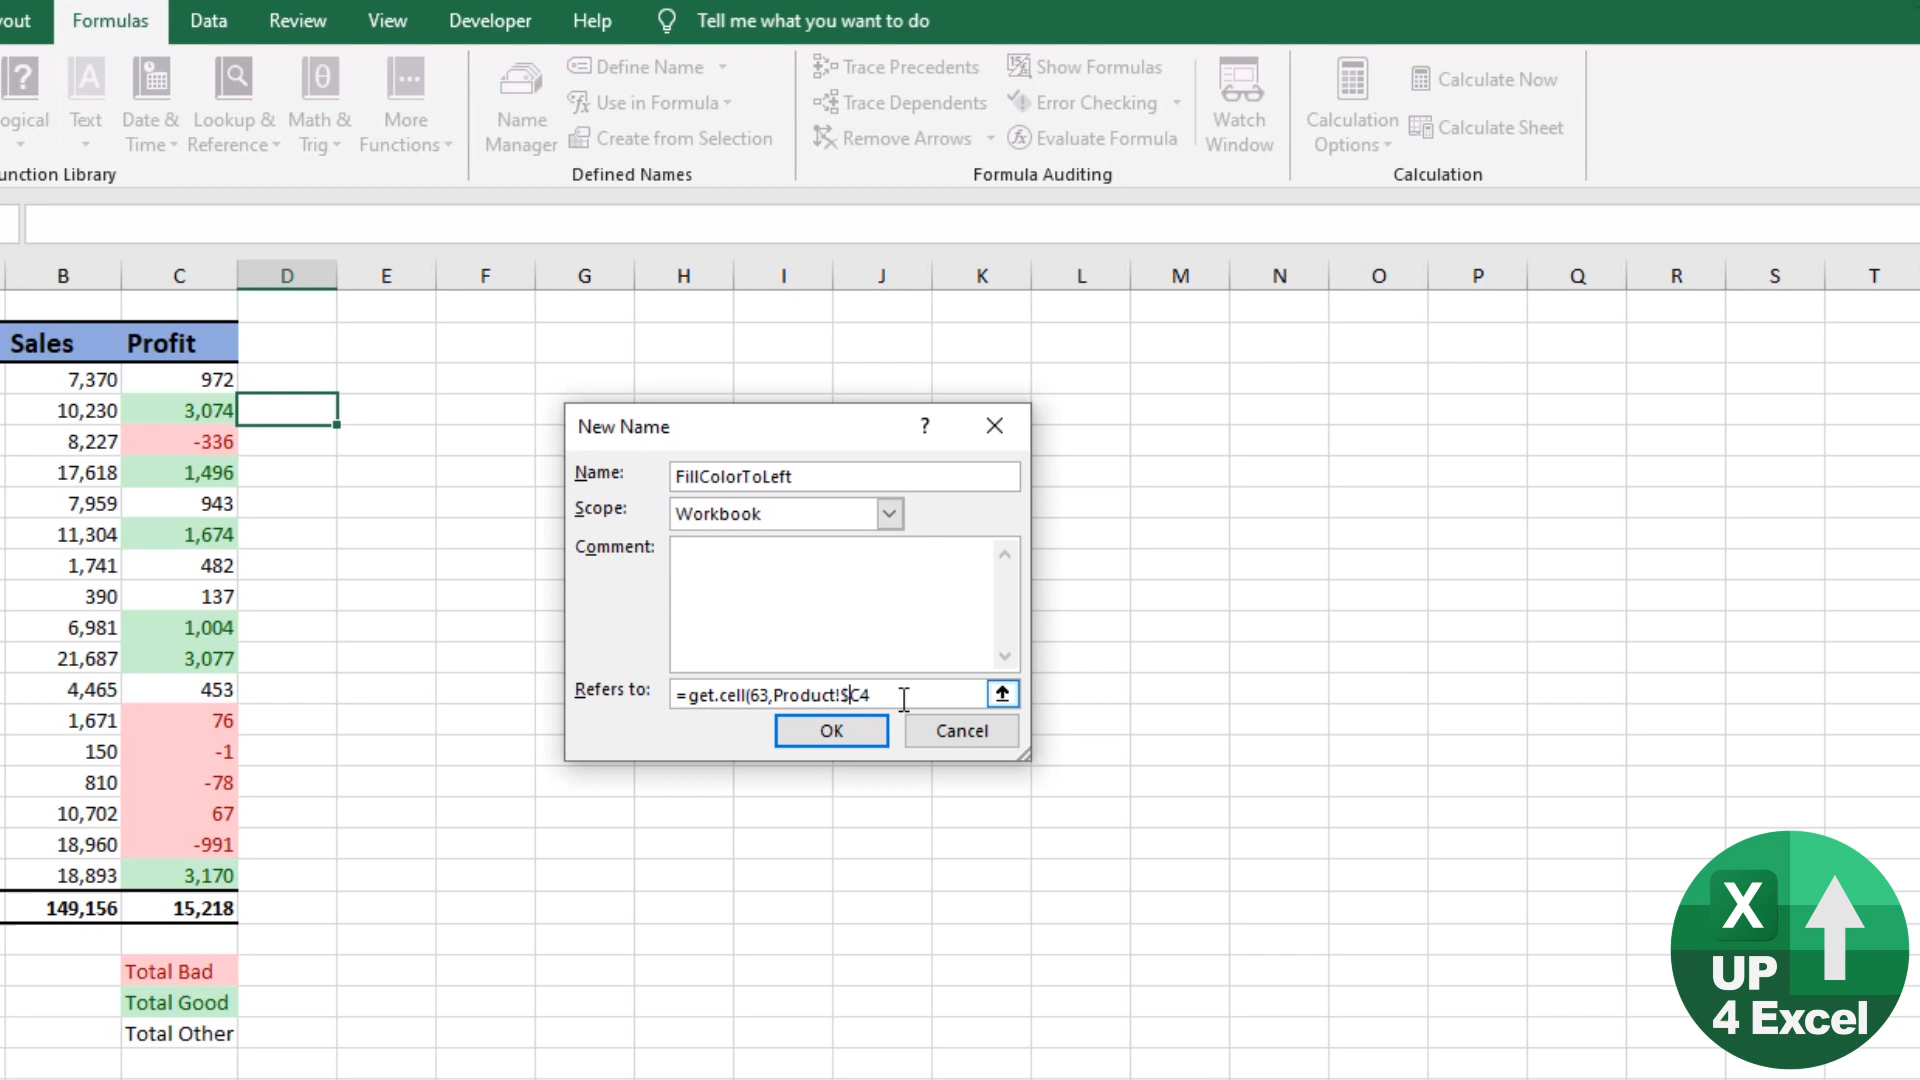 out Formulas Data Review View Developer Help Tell me what you want to do
ogical Text Date & Time Lookup & Reference Math & Trig More Functions
unction Library
Name Manager
Define Name
Use in Formula
Create from Selection
Defined Names
Trace Precedents Show Formulas
Trace Dependents Error Checking
Remove Arrows Evaluate Formula
Watch Window
Formula Auditing
Calculation Options
Calculate Now
Calculate Sheet
Calculation
B C D E F G H I J K L M N O P Q R S T
Sales Profit
7,370 972
10,230 3,074
8,227 -336
17,618 1,496
7,959 943
11,304 1,674
1,741 482
390 137
6,981 1,004
21,687 3,077
4,465 453
1,671 76
150 -1
810 -78
10,702 67
18,960 -991
18,893 3,170
149,156 15,218
Total Bad
Total Good
Total Other
New Name ?
Name: FillColorToLeft
Scope: Workbook
Comment:
Refers to: =get.cell(63,Product!$C4
OK Cancel
X
UP
4 Excel